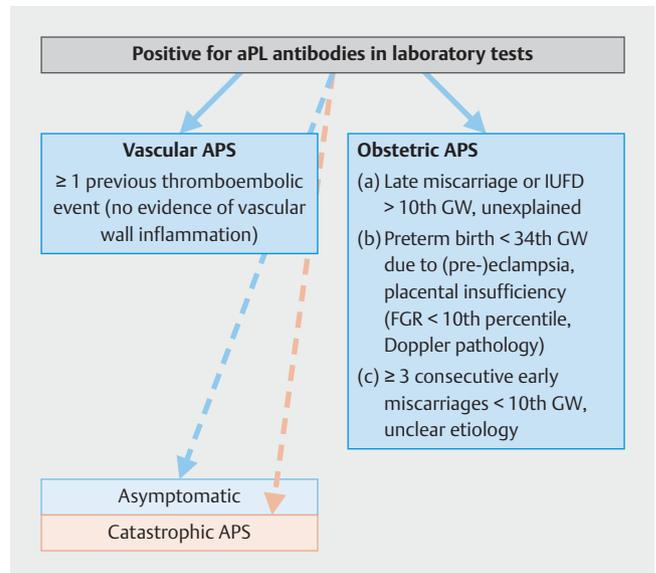 Positive for aPL antibodies in laboratory tests
Vascular APS
≥ 1 previous thromboembolic
event (no evidence of vascular
wall inflammation)
Obstetric APS
(a) Late miscarriage or IUFD
> 10th GW, unexplained
(b) Preterm birth < 34th GW
due to (pre-)eclampsia,
placental insufficiency
(FGR < 10th percentile,
Doppler pathology)
(c) ≥ 3 consecutive early
miscarriages < 10th GW,
unclear etiology
Asymptomatic
Catastrophic APS